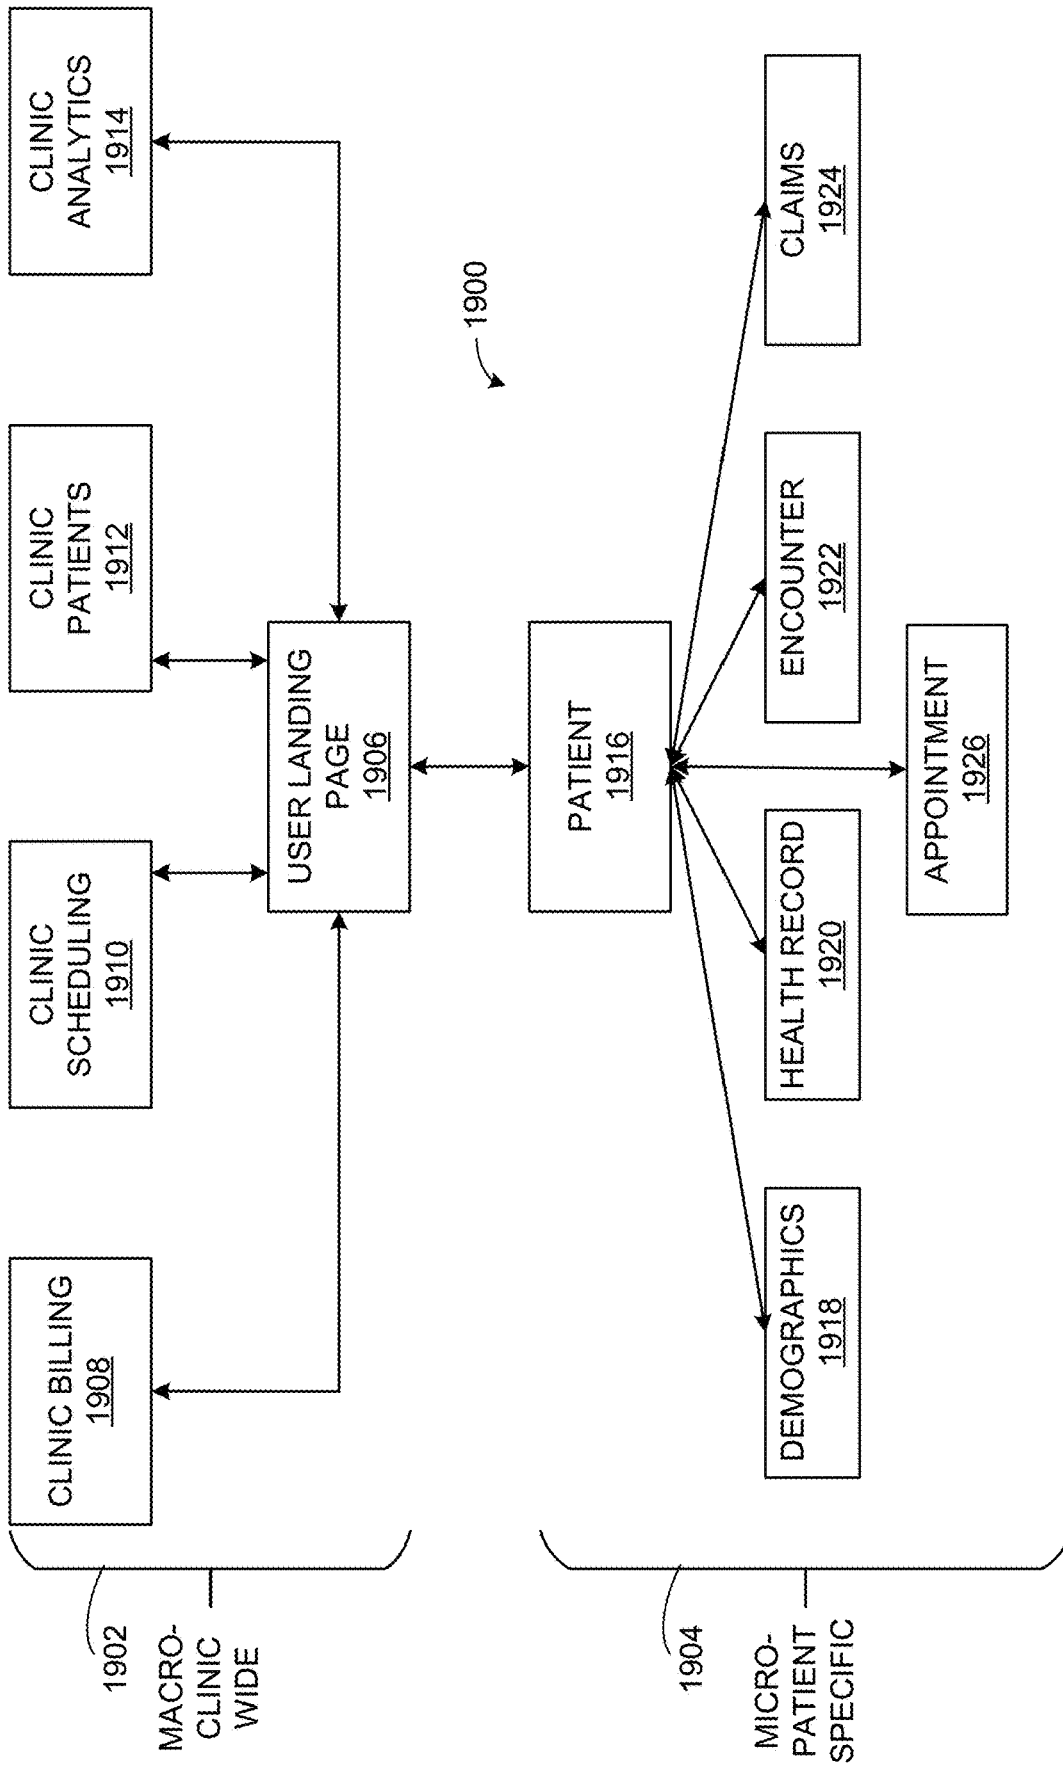 CLINIC BILLING
1908
CLINIC
SCHEDULING
1910
CLINIC
PATIENTS
1912
CLINIC
ANALYTICS
1914
1902
MACRO-
CLINIC
WIDE
USER LANDING
PAGE
1906
1900
PATIENT
1916
1904
MICRO-
PATIENT
SPECIFIC
DEMOGRAPHICS
1918
HEALTH RECORD
1920
ENCOUNTER
1922
CLAIMS
1924
APPOINTMENT
1926